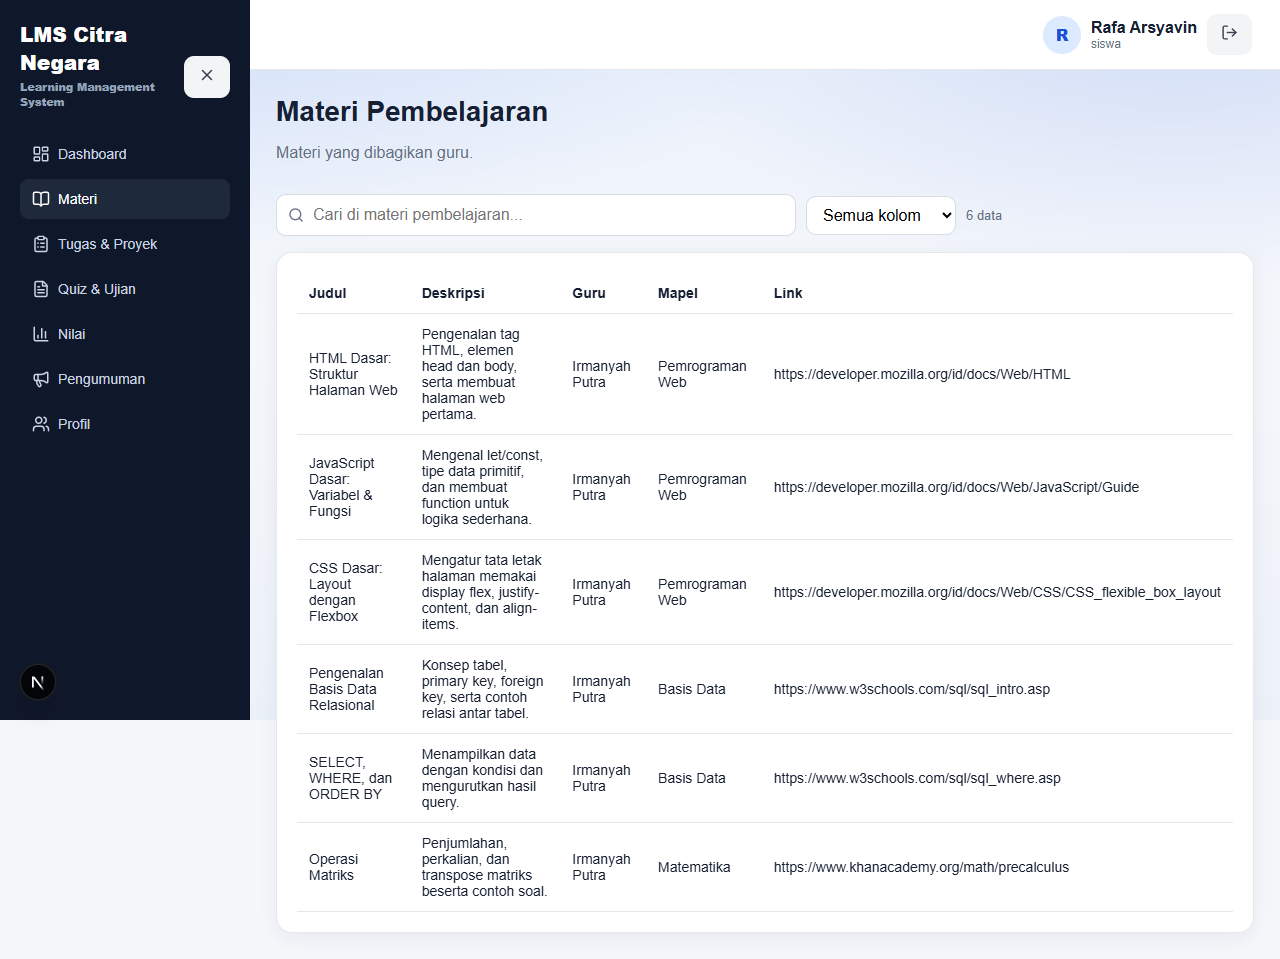 LMS Citra
Negara
Learning Management
System
Dashboard
Materi
Tugas & Proyek
Quiz & Ujian
Nilai
Pengumuman
Profil
N
R
Rafa Arsyavin
siswa
Materi Pembelajaran
Materi yang dibagikan guru.
Cari di materi pembelajaran...
Semua kolom
6 data
Judul Deskripsi Guru Mapel Link
HTML Dasar:
Struktur
Halaman Web
Pengenalan tag
HTML, elemen
head dan body,
serta membuat
halaman web
pertama.
Irmanyah
Putra
Pemrograman
Web
https://developer.mozilla.org/id/docs/Web/HTML
JavaScript
Dasar:
Variabel &
Fungsi
Mengenal let/const,
tipe data primitif,
dan membuat
function untuk
logika sederhana.
Irmanyah
Putra
Pemrograman
Web
https://developer.mozilla.org/id/docs/Web/JavaScript/Guide
CSS Dasar:
Layout
dengan
Flexbox
Mengatur tata letak
halaman memakai
display flex, justify-
content, dan align-
items.
Irmanyah
Putra
Pemrograman
Web
https://developer.mozilla.org/id/docs/Web/CSS/CSS_flexible_box_layout
Pengenalan
Basis Data
Relasional
Konsep tabel,
primary key, foreign
key, serta contoh
relasi antar tabel.
Irmanyah
Putra
Basis Data
https://www.w3schools.com/sql/sql_intro.asp
SELECT,
WHERE, dan
ORDER BY
Menampilkan data
dengan kondisi dan
mengurutkan hasil
query.
Irmanyah
Putra
Basis Data
https://www.w3schools.com/sql/sql_where.asp
Operasi
Matriks
Penjumlahan,
perkalian, dan
transpose matriks
beserta contoh soal.
Irmanyah
Putra
Matematika
https://www.khanacademy.org/math/precalculus